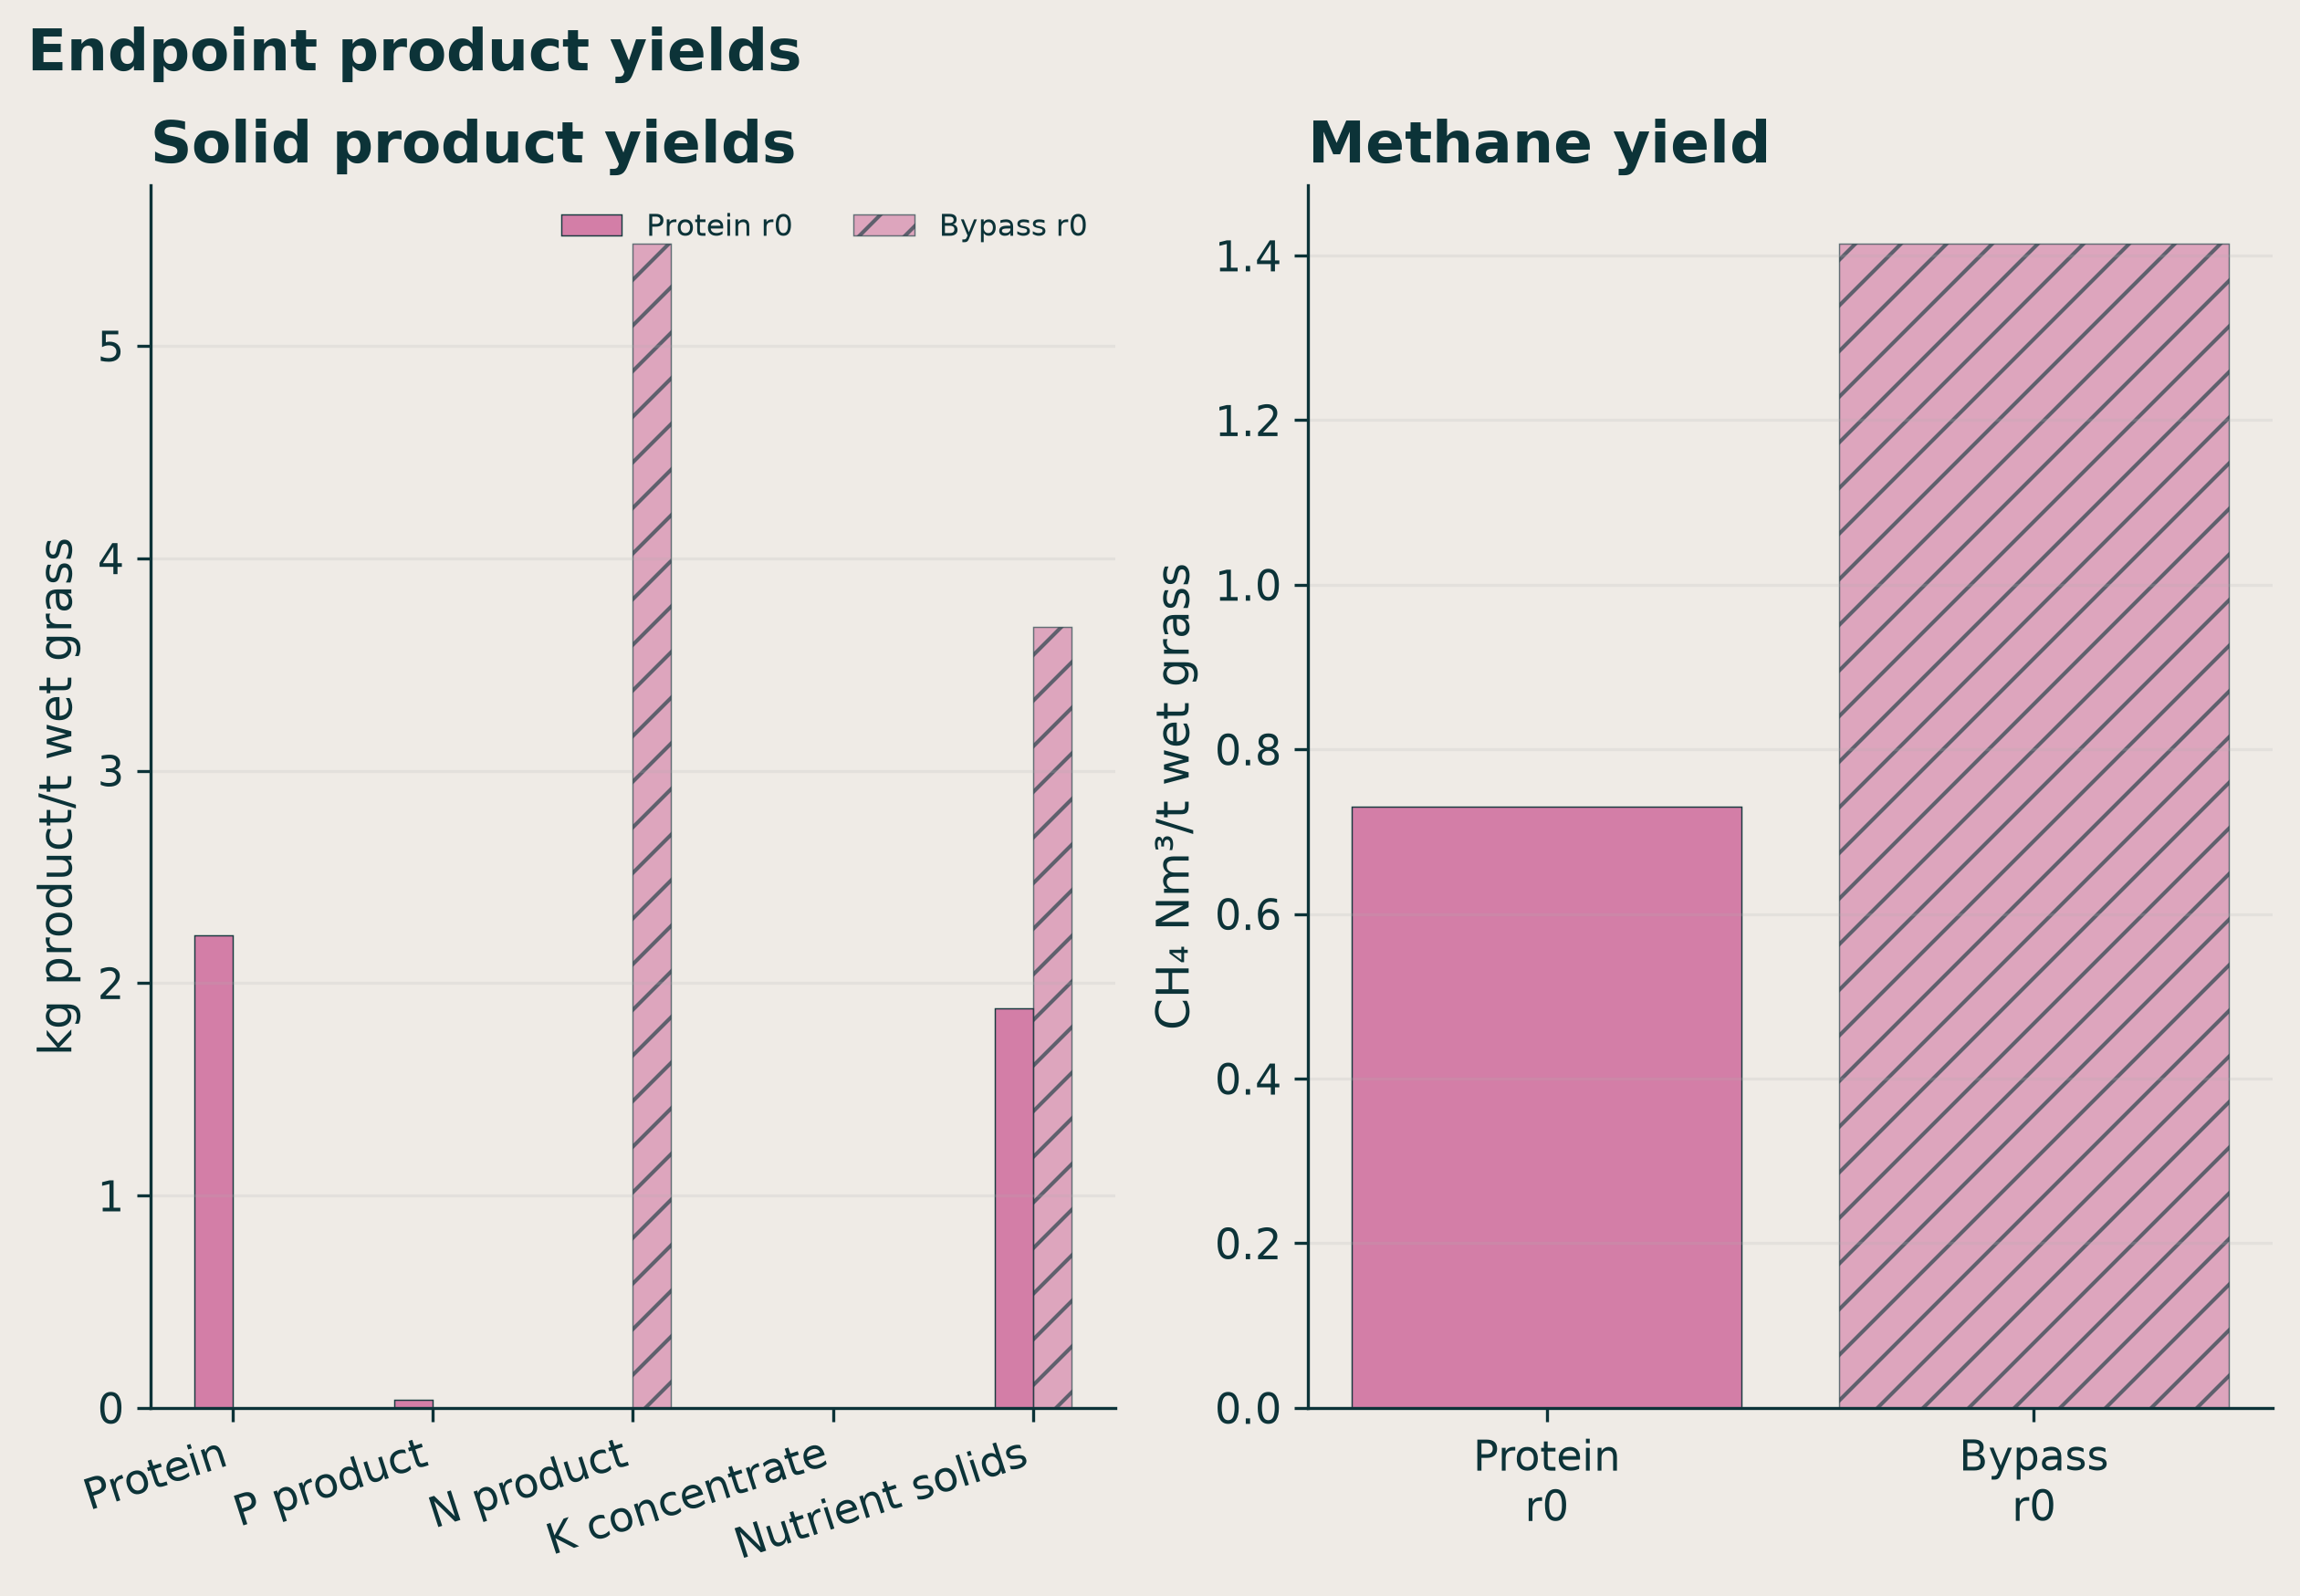 Endpoint product yields
Solid product yields
Protein r0
Bypass r0
kg product/t wet grass
5
4
3
2
1
0
Protein
P product
N product
K concentrate
Nutrient solids
Methane yield
CH₄ Nm³/t wet grass
1.4
1.2
1.0
0.8
0.6
0.4
0.2
0.0
Protein
r0
Bypass
r0